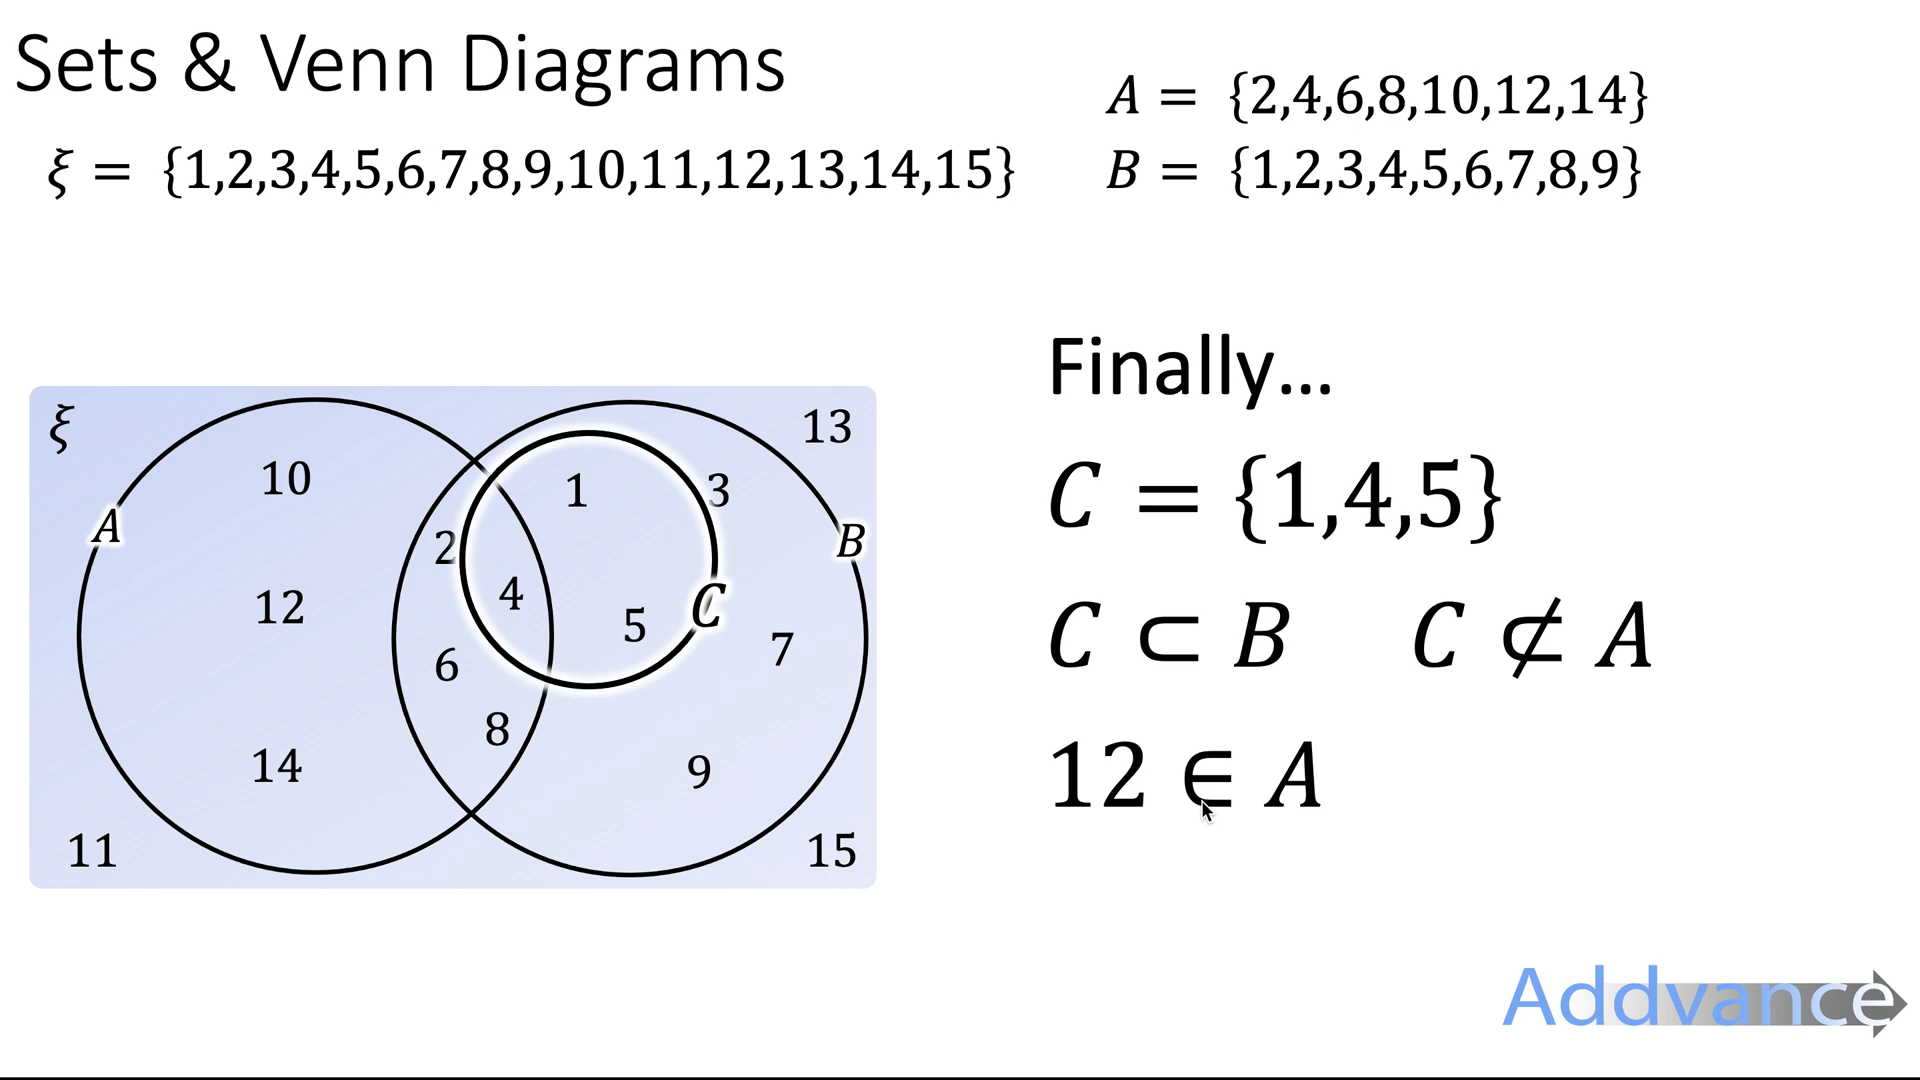 Sets & Venn Diagrams
ξ = {1,2,3,4,5,6,7,8,9,10,11,12,13,14,15}
A = {2,4,6,8,10,12,14}
B = {1,2,3,4,5,6,7,8,9}
ξ
13
10
1
3
A
2
B
4
12
5
C
6
7
8
14
9
11
15
Finally...
C = {1,4,5}
C ⊂ B C ⊄ A
12 ∈ A
Addvance